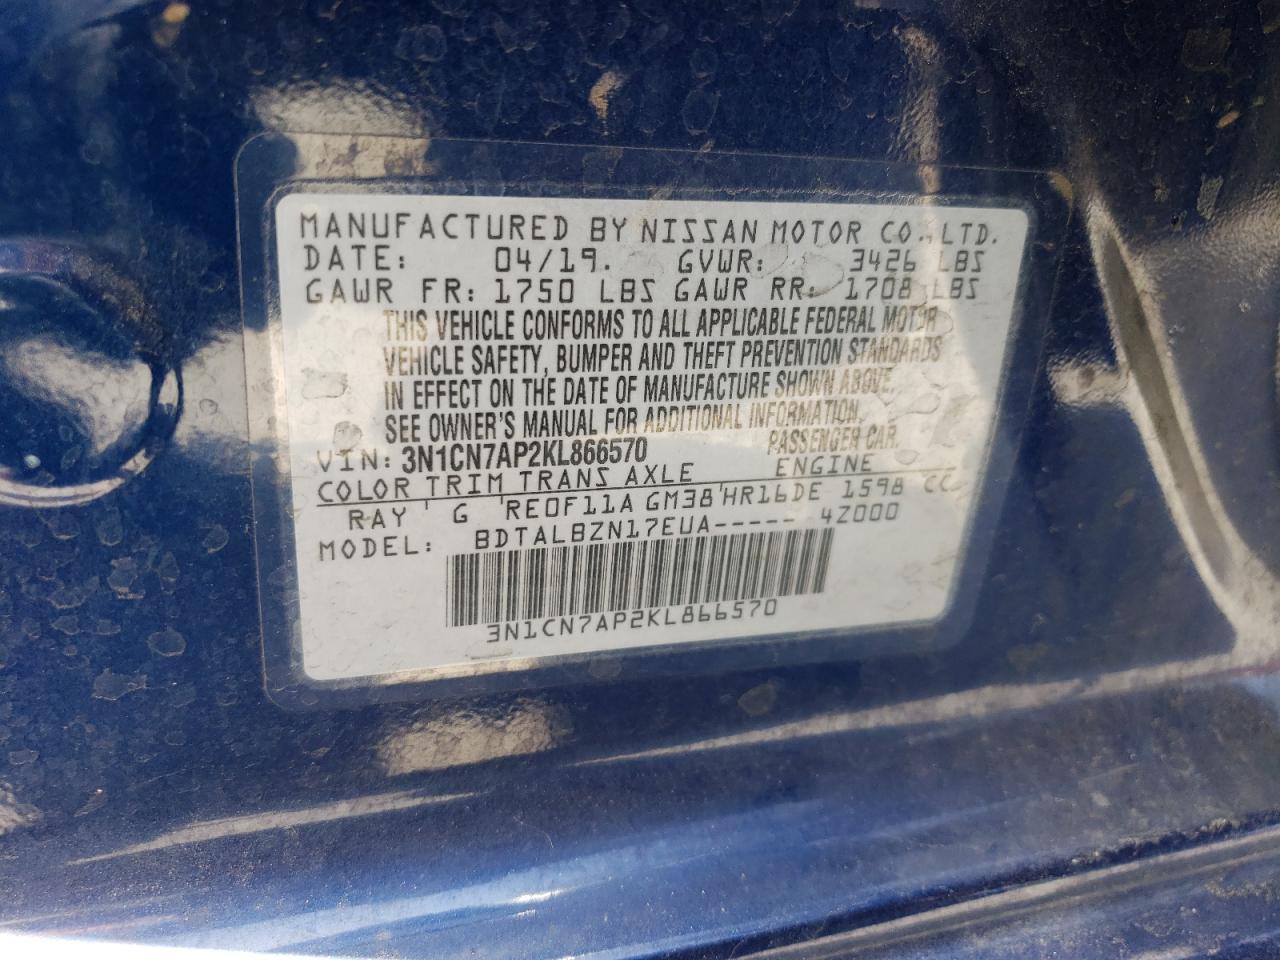 MANUFACTURED BY NISSAN MOTOR CO.,LTD.
DATE: 04/19. GVWR: 3426 LBS
GAWR FR: 1750 LBS GAWR RR: 1708 LBS
THIS VEHICLE CONFORMS TO ALL APPLICABLE FEDERAL MOTOR
VEHICLE SAFETY, BUMPER AND THEFT PREVENTION STANDARDS
IN EFFECT ON THE DATE OF MANUFACTURE SHOWN ABOVE.
SEE OWNER'S MANUAL FOR ADDITIONAL INFORMATION.
VIN: 3N1CN7AP2KL866570 PASSENGER CAR.
COLOR TRIM TRANS AXLE ENGINE
RAY ' G 'RE0F11A GM38'HR16DE 1598 CC
MODEL: BDTALBZN17EUA----- 4Z000
3N1CN7AP2KL866570